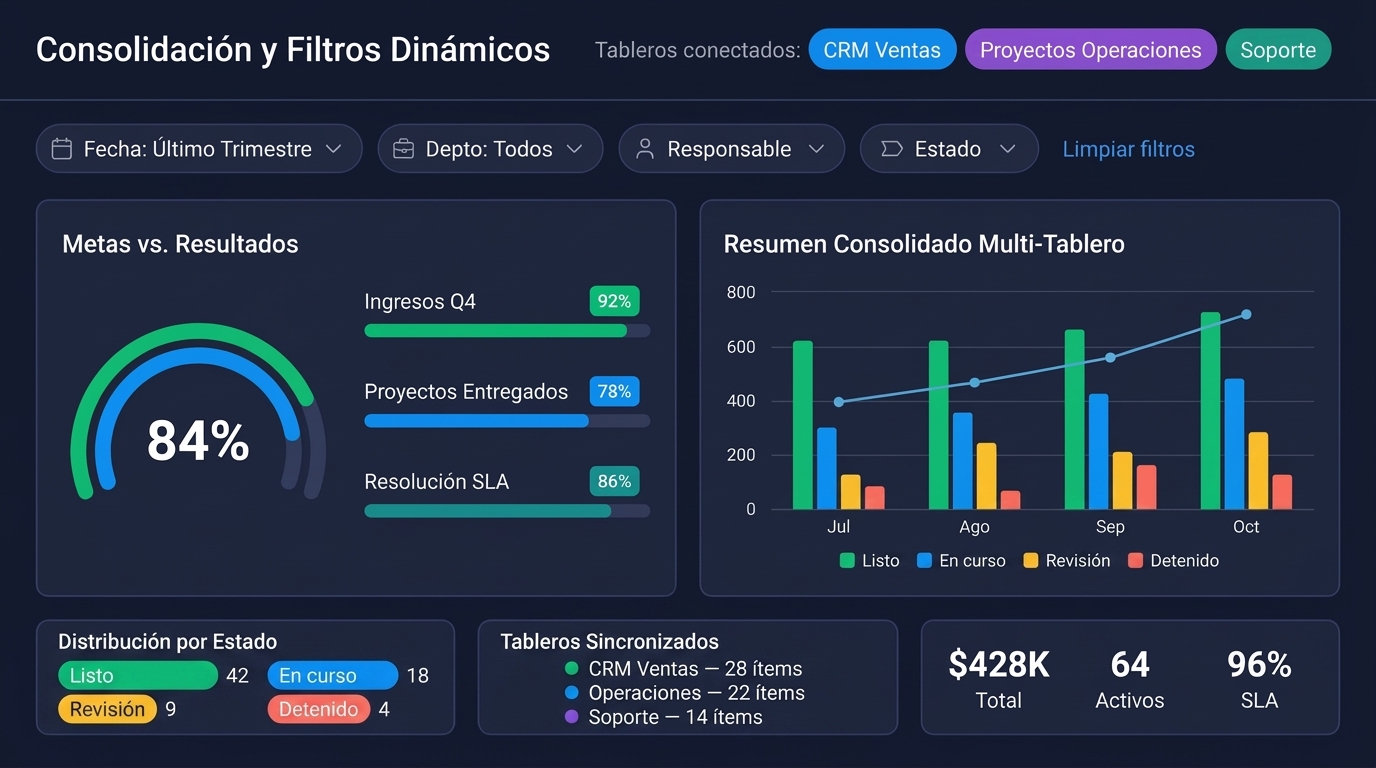 Consolidación y Filtros Dinámicos
Tableros conectados: CRM Ventas Proyectos Operaciones Soporte
Fecha: Último Trimestre Depto: Todos Responsable Estado Limpiar filtros
Metas vs. Resultados
84%
Ingresos Q4 92%
Proyectos Entregados 78%
Resolución SLA 86%
Resumen Consolidado Multi-Tablero
800
600
400
200
0
Jul Ago Sep Oct
Listo En curso Revisión Detenido
Distribución por Estado
Listo 42 En curso 18
Revisión 9 Detenido 4
Tableros Sincronizados
CRM Ventas — 28 ítems
Operaciones — 22 ítems
Soporte — 14 ítems
$428K 64 96%
Total Activos SLA